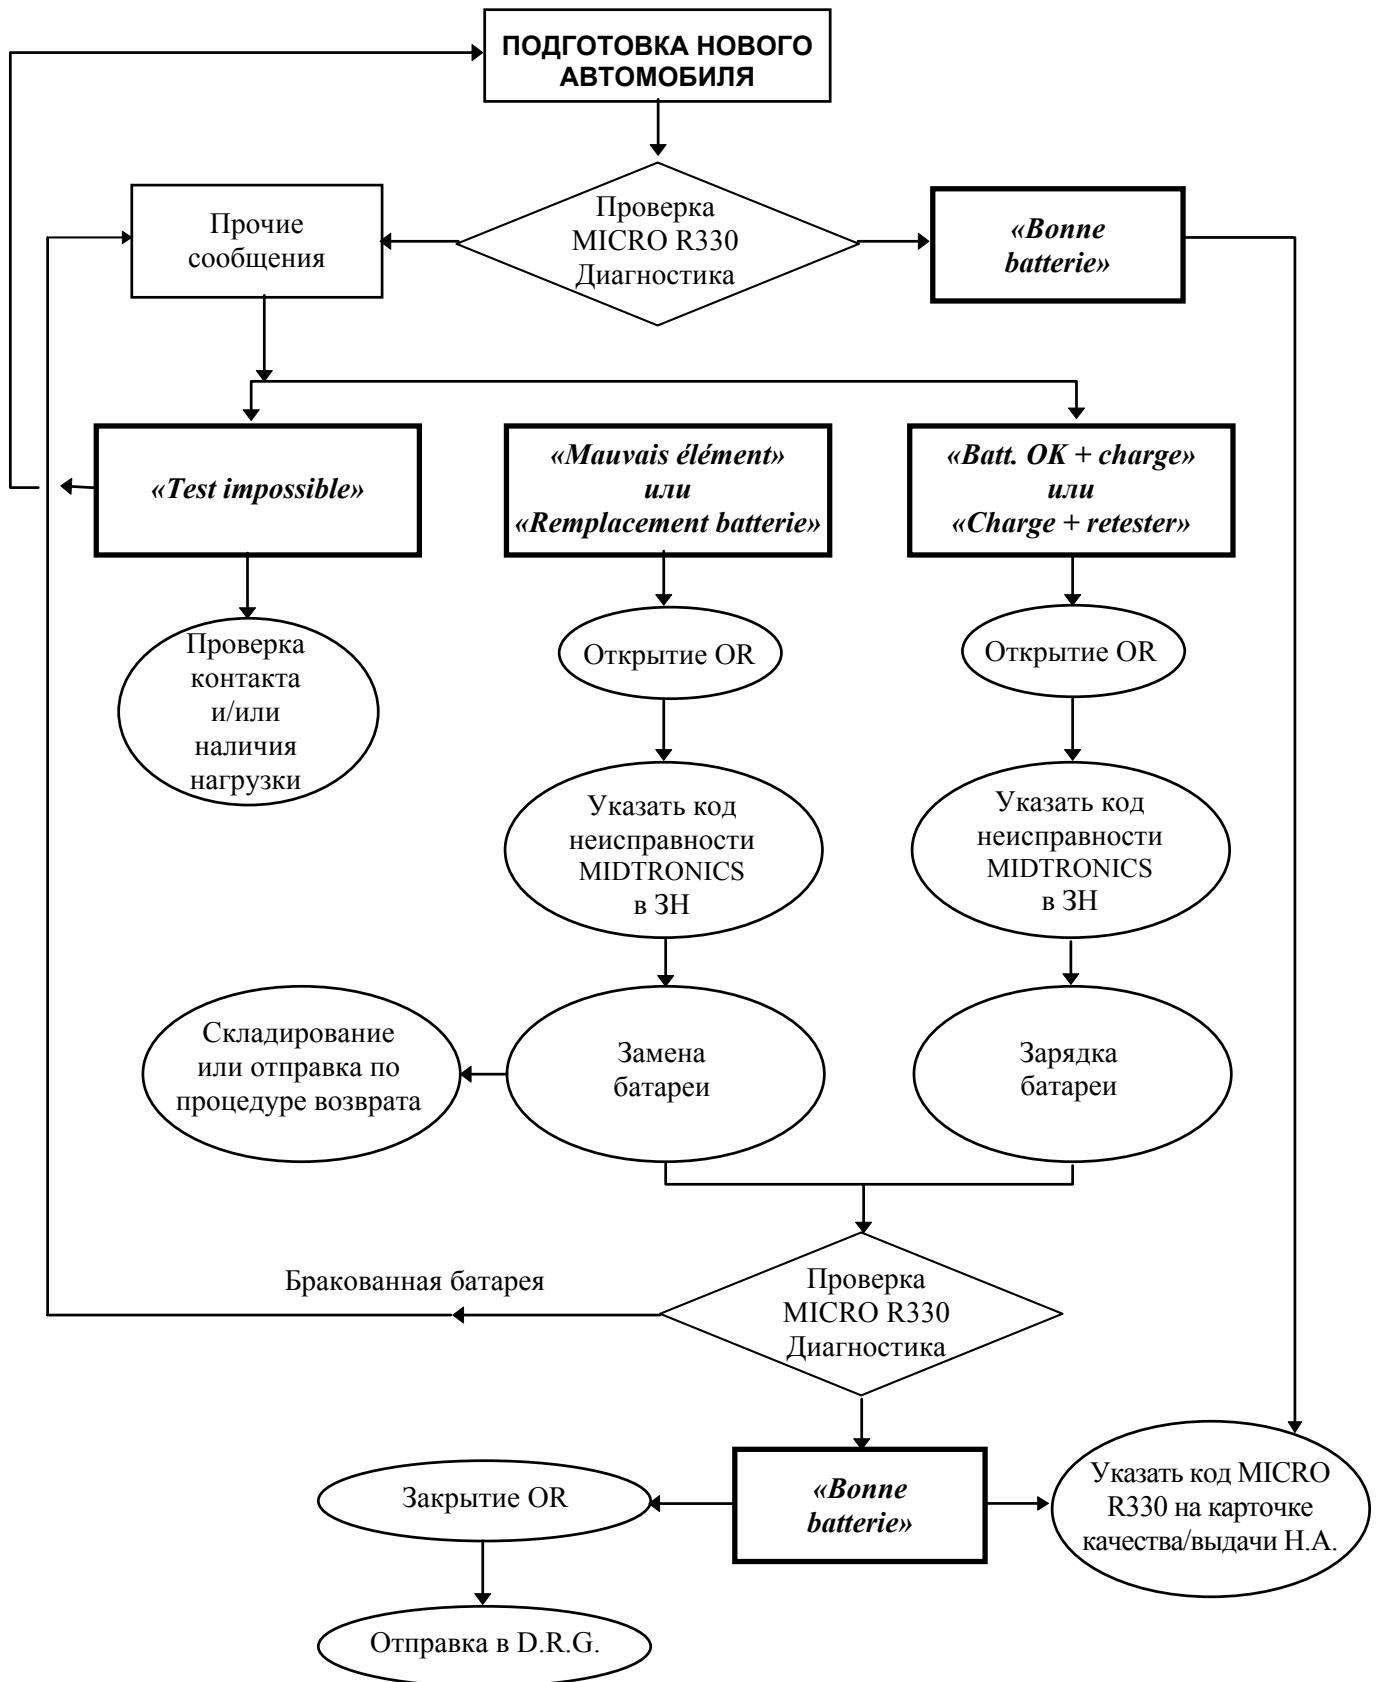 ПОДГОТОВКА НОВОГО
АВТОМОБИЛЯ
Прочие
сообщения
Проверка
MICRO R330
Диагностика
«Bonne
batterie»
«Test impossible»
«Mauvais élément»
или
«Remplacement batterie»
«Batt. OK + charge»
или
«Charge + retester»
Проверка
контакта
и/или
наличия
нагрузки
Открытие OR
Открытие OR
Указать код
неисправности
MIDTRONICS
в ЗН
Указать код
неисправности
MIDTRONICS
в ЗН
Складирование
или отправка по
процедуре возврата
Замена
батареи
Зарядка
батареи
Бракованная батарея
Проверка
MICRO R330
Диагностика
Закрытие OR
«Bonne
batterie»
Указать код MICRO
R330 на карточке
качества/выдачи Н.А.
Отправка в D.R.G.